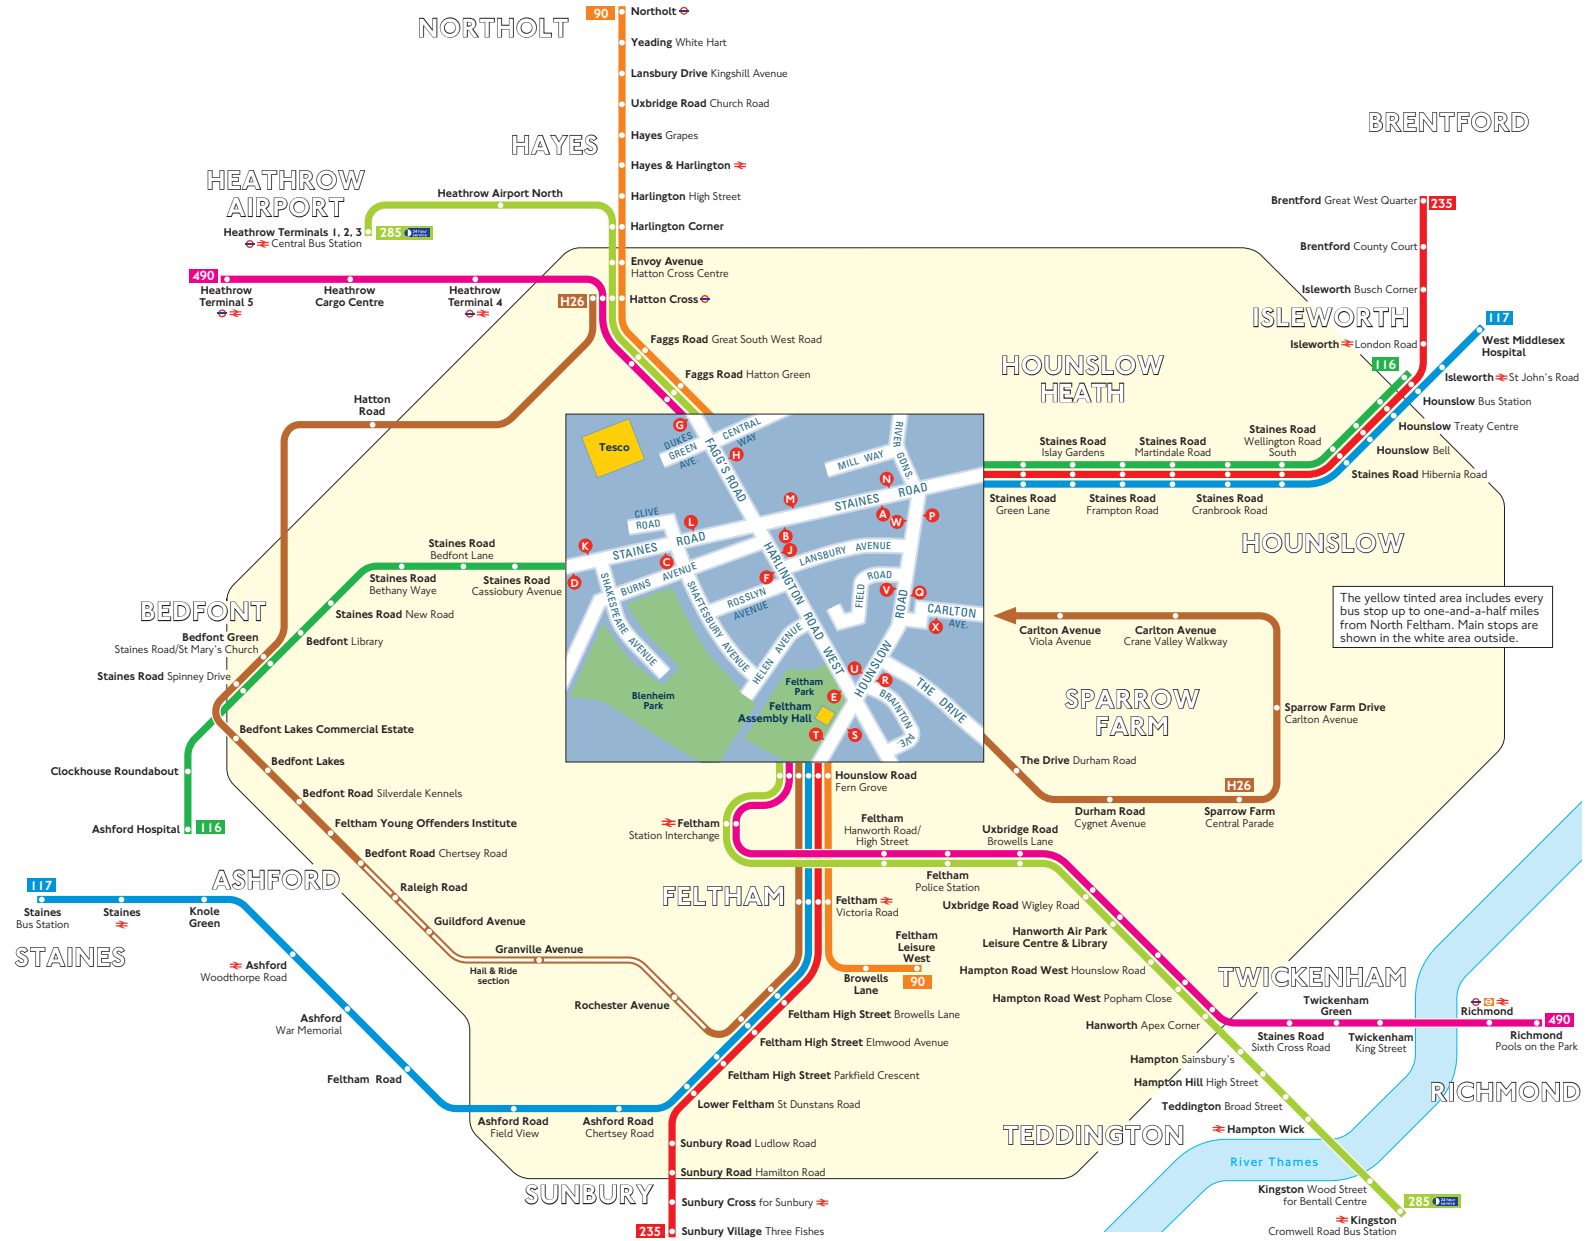 NORTHOLT
90
Northolt
Yeading White Hart
Lansbury Drive Kingshill Avenue
Uxbridge Road Church Road
Hayes Grapes
HAYES
Hayes & Harlington
Harlington High Street
Harlington Corner
Envoy Avenue
Hatton Cross Centre
Hatton Cross
H26
Faggs Road Great South West Road
Faggs Road Hatton Green
HEATHROW
AIRPORT
Heathrow Airport North
Heathrow Terminals 1, 2, 3
Central Bus Station
285
24 hour
service
490
Heathrow
Terminal 5
Heathrow
Cargo Centre
Heathrow
Terminal 4
Hatton
Road
BRENTFORD
Brentford Great West Quarter
235
Brentford County Court
Isleworth Busch Corner
ISLEWORTH
Isleworth London Road
117
West Middlesex
Hospital
116
Isleworth St John's Road
Hounslow Bus Station
Hounslow Treaty Centre
Hounslow Bell
Staines Road Hibernia Road
HOUNSLOW
HEATH
Staines Road
Islay Gardens
Staines Road
Martindale Road
Staines Road
Wellington Road
South
Staines Road
Green Lane
Staines Road
Frampton Road
Staines Road
Cranbrook Road
HOUNSLOW
The yellow tinted area includes every
bus stop up to one-and-a-half miles
from North Feltham. Main stops are
shown in the white area outside.
Tesco
G
DUKES
GREEN
AVE.
CENTRAL
WAY
H
FAGG'S ROAD
RIVER GDNS.
MILL WAY
N
M
STAINES ROAD
A
W
P
CLIVE
ROAD
L
K
STAINES ROAD
B
J
LANSBURY AVENUE
C
D
BURNS AVENUE
F
HARLINGTON ROAD WEST
SHAKESPEARE AVENUE
SHAFTESBURY AVENUE
ROSSLYN
AVENUE
FIELD
ROAD
V
Q
CARLTON
AVE.
X
HOUNSLOW ROAD
HELEN AVENUE
U
R
THE DRIVE
BRAINTON AVE.
Blenheim
Park
Feltham
Park
E
Feltham
Assembly Hall
T
S
Staines Road
Bedfont Lane
Staines Road
Bethany Waye
Staines Road
Cassiobury Avenue
Staines Road New Road
BEDFONT
Bedfont Library
Bedfont Green
Staines Road/St Mary's Church
Staines Road Spinney Drive
Bedfont Lakes Commercial Estate
Clockhouse Roundabout
Bedfont Lakes
Bedfont Road Silverdale Kennels
Ashford Hospital
116
Feltham Young Offenders Institute
Bedfont Road Chertsey Road
Raleigh Road
Guildford Avenue
Granville Avenue
Hail & Ride
section
Rochester Avenue
Carlton Avenue
Viola Avenue
Carlton Avenue
Crane Valley Walkway
SPARROW
FARM
Sparrow Farm Drive
Carlton Avenue
The Drive Durham Road
H26
Durham Road
Cygnet Avenue
Sparrow Farm
Central Parade
Hounslow Road
Fern Grove
Feltham
Station Interchange
Feltham
Hanworth Road/
High Street
Uxbridge Road
Browells Lane
Feltham
Police Station
Uxbridge Road Wigley Road
FELTHAM
Feltham
Victoria Road
Feltham
Leisure
West
Browells
Lane
90
Hanworth Air Park
Leisure Centre & Library
Hampton Road West Hounslow Road
Hampton Road West Popham Close
Hanworth Apex Corner
Feltham High Street Browells Lane
Feltham High Street Elmwood Avenue
Feltham High Street Parkfield Crescent
Lower Feltham St Dunstans Road
ASHFORD
117
Staines
Bus Station
Staines
Knole
Green
STAINES
Ashford
Woodthorpe Road
Ashford
War Memorial
Feltham Road
Ashford Road
Field View
Ashford Road
Chertsey Road
Sunbury Road Ludlow Road
Sunbury Road Hamilton Road
SUNBURY
Sunbury Cross for Sunbury
235
Sunbury Village Three Fishes
TWICKENHAM
Twickenham
Green
Staines Road
Sixth Cross Road
Twickenham
King Street
Richmond
490
Richmond
Pools on the Park
RICHMOND
Hampton Sainsbury's
Hampton Hill High Street
Teddington Broad Street
TEDDINGTON
Hampton Wick
River Thames
Kingston Wood Street
for Bentall Centre
285
24 hour
service
Kingston
Cromwell Road Bus Station